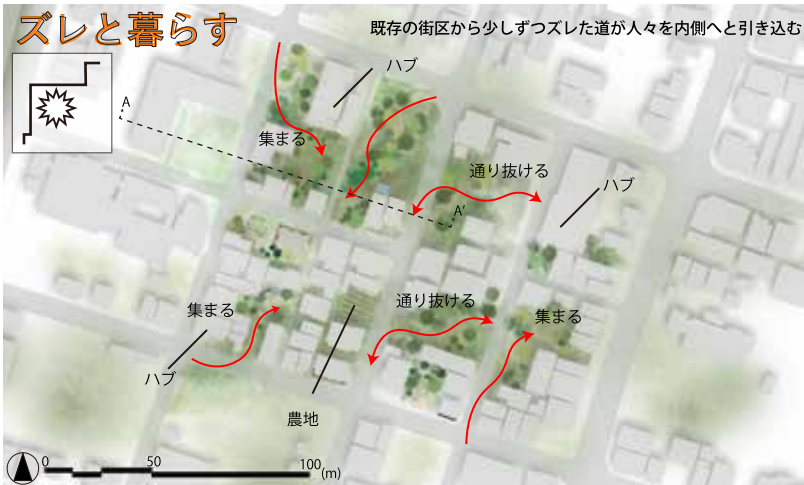 ズレと暮らす
既存の街区から少しずつズレた道が人々を内側へと引き込む
ハブ
A
集まる
通り抜ける
ハブ
A'
集まる
通り抜ける
集まる
ハブ
農地
0 50 100 (m)